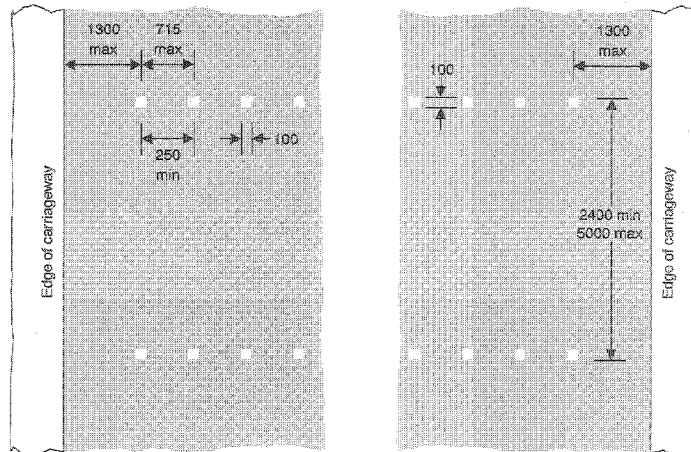 1300
max
715
max
1300
max
100
250
min
100
2400 min
5000 max
Edge of carriageway
Edge of carriageway